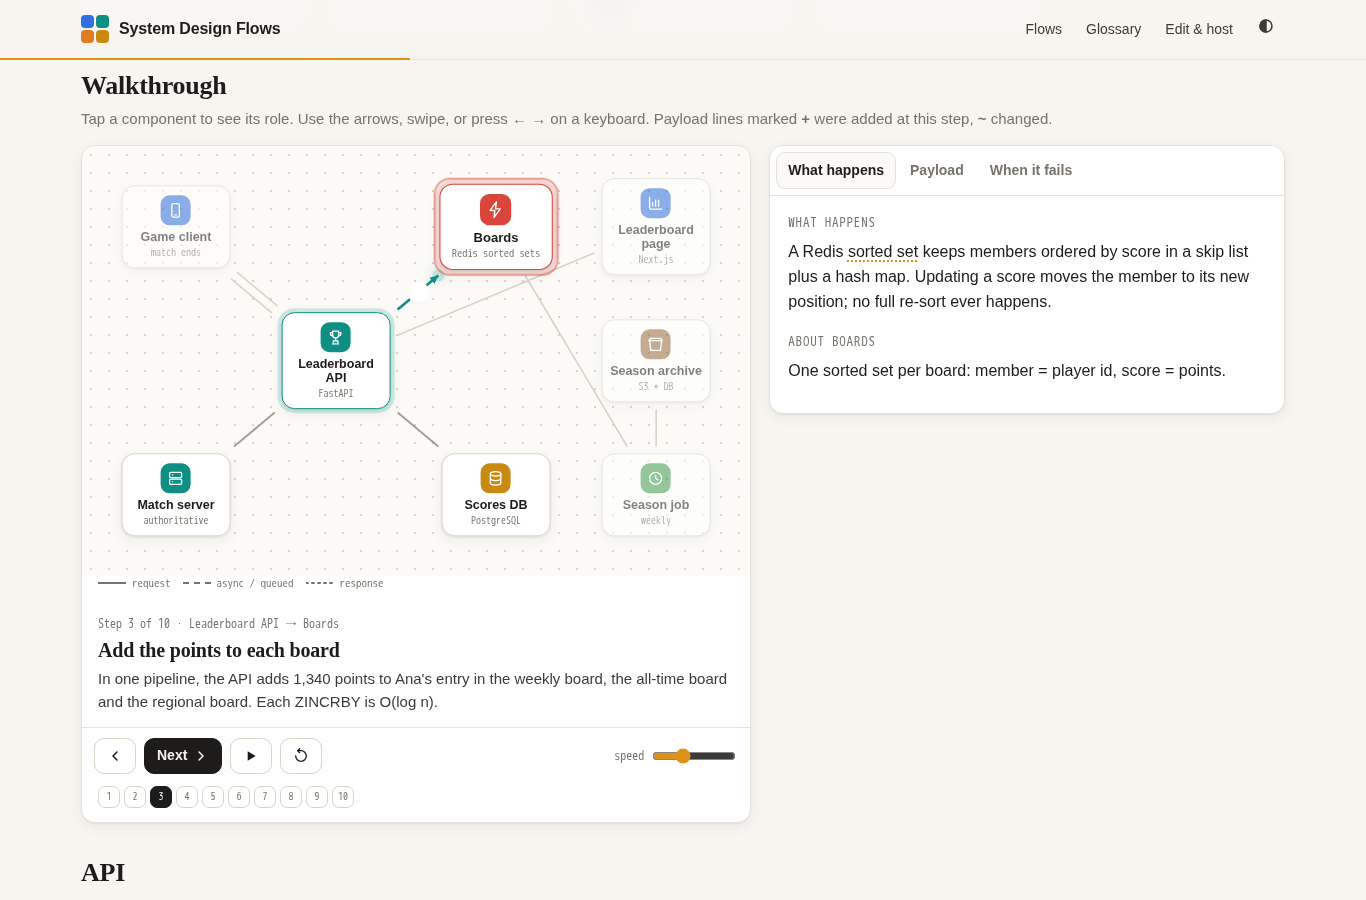 System Design Flows
Flows
Glossary
Edit & host
Walkthrough
Tap a component to see its role. Use the arrows, swipe, or press ← → on a keyboard. Payload lines marked + were added at this step, ~ changed.
Game client
match ends
Boards
Redis sorted sets
Leaderboard
page
Next.js
Leaderboard
API
FastAPI
Season archive
S3 + DB
Match server
authoritative
Scores DB
PostgreSQL
Season job
weekly
request
async / queued
response
Step 3 of 10 · Leaderboard API → Boards
Add the points to each board
In one pipeline, the API adds 1,340 points to Ana's entry in the weekly board, the all-time board
and the regional board. Each ZINCRBY is O(log n).
Next
speed
1 2 3 4 5 6 7 8 9 10
What happens
Payload
When it fails
WHAT HAPPENS
A Redis sorted set keeps members ordered by score in a skip list
plus a hash map. Updating a score moves the member to its new
position; no full re-sort ever happens.
ABOUT BOARDS
One sorted set per board: member = player id, score = points.
API